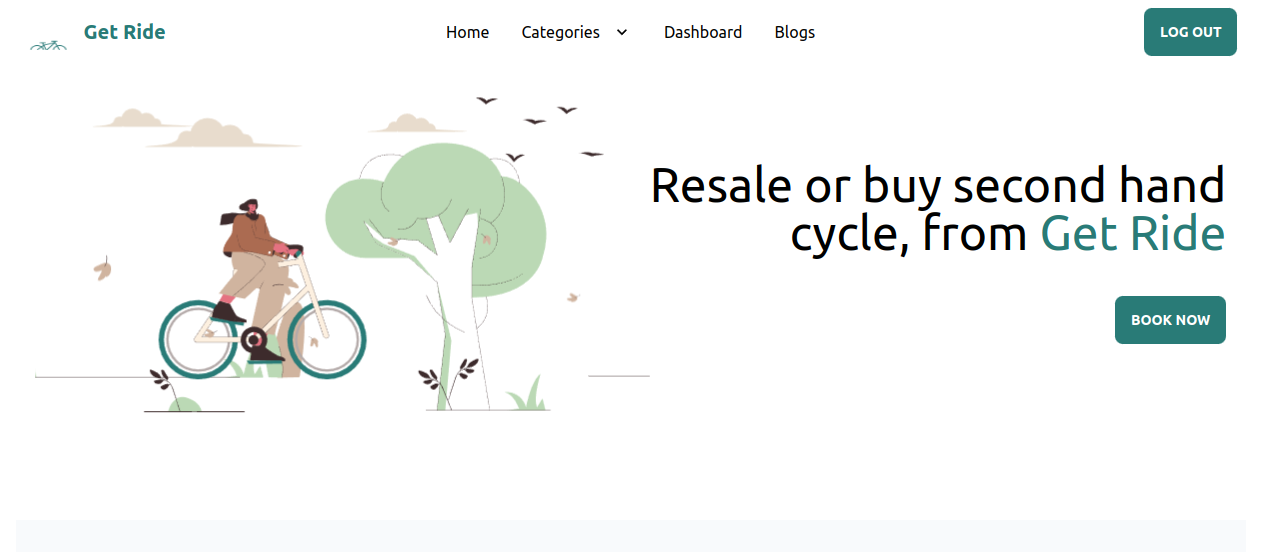 Get Ride
Home
Categories
Dashboard
Blogs
LOG OUT
Resale or buy second hand
cycle, from Get Ride
BOOK NOW